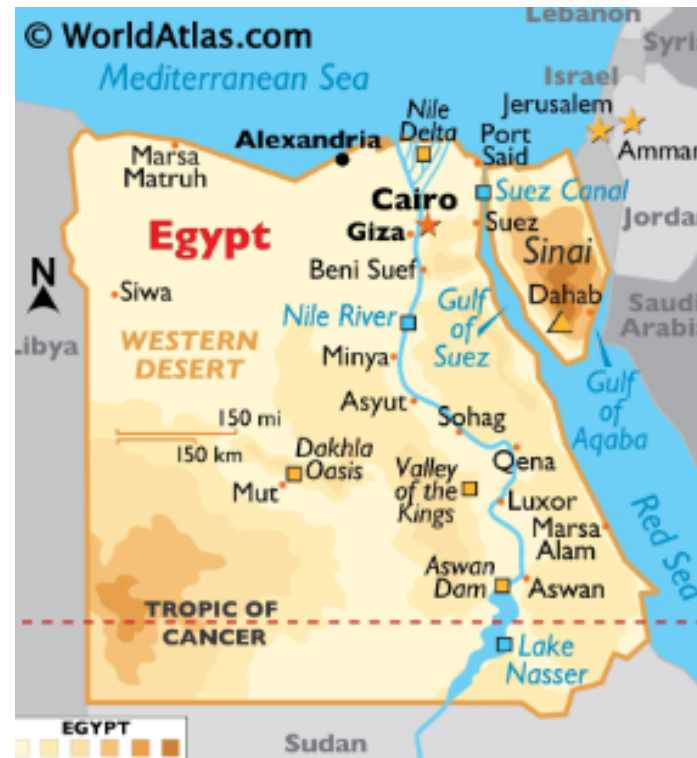 © WorldAtlas.com
Lebanon
Syria
Mediterranean Sea
Israel
Jerusalem
Amman
Nile
Delta
Alexandria
Port
Said
Marsa
Matruh
Cairo
Suez Canal
Egypt
Giza
Suez
Jordan
Sinai
N
Beni Suef
Siwa
Dahab
Saudi
Arabia
Nile River
Gulf
of
Suez
Libya
WESTERN
DESERT
Minya
Gulf
of
Aqaba
Asyut
150 mi
150 km
Sohag
Dakhla
Oasis
Qena
Mut
Valley
of the
Kings
Luxor
Red Sea
Marsa
Alam
Aswan
Dam
Aswan
TROPIC OF
CANCER
Lake
Nasser
EGYPT
Sudan